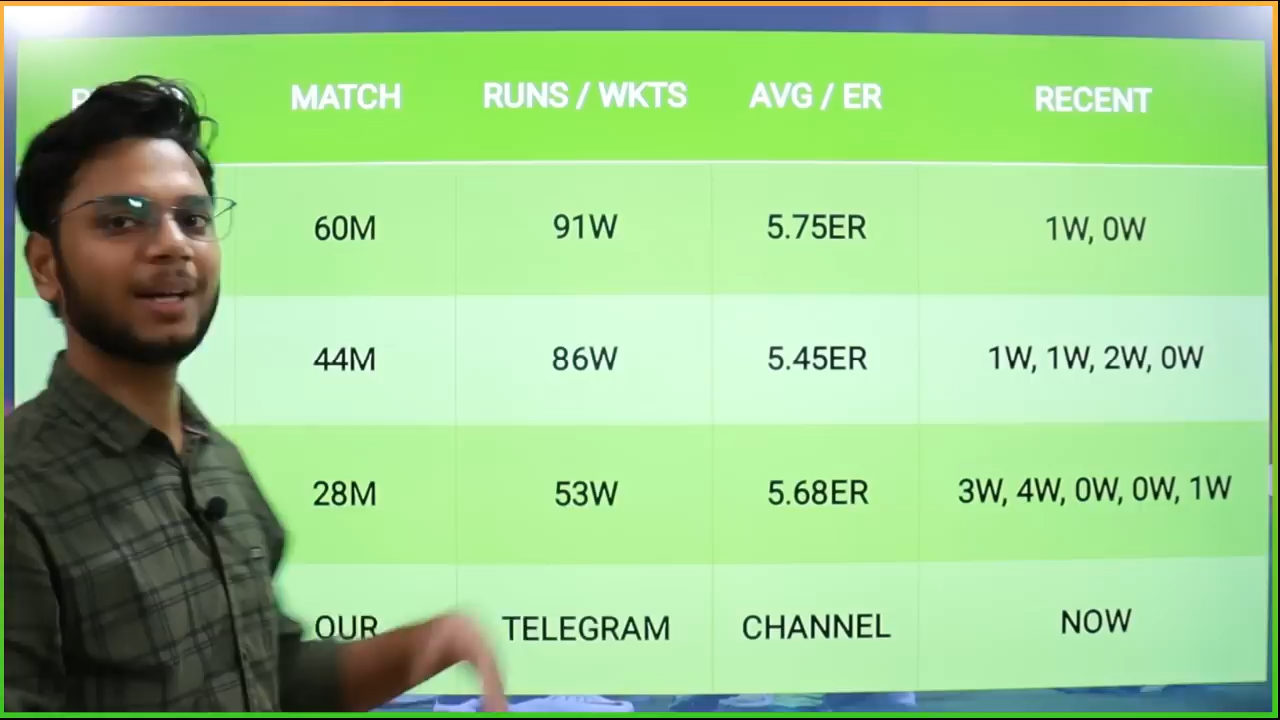 MATCH RUNS / WKTS AVG / ER RECENT
60M 91W 5.75ER 1W, 0W
44M 86W 5.45ER 1W, 1W, 2W, 0W
28M 53W 5.68ER 3W, 4W, 0W, 0W, 1W
OUR TELEGRAM CHANNEL NOW